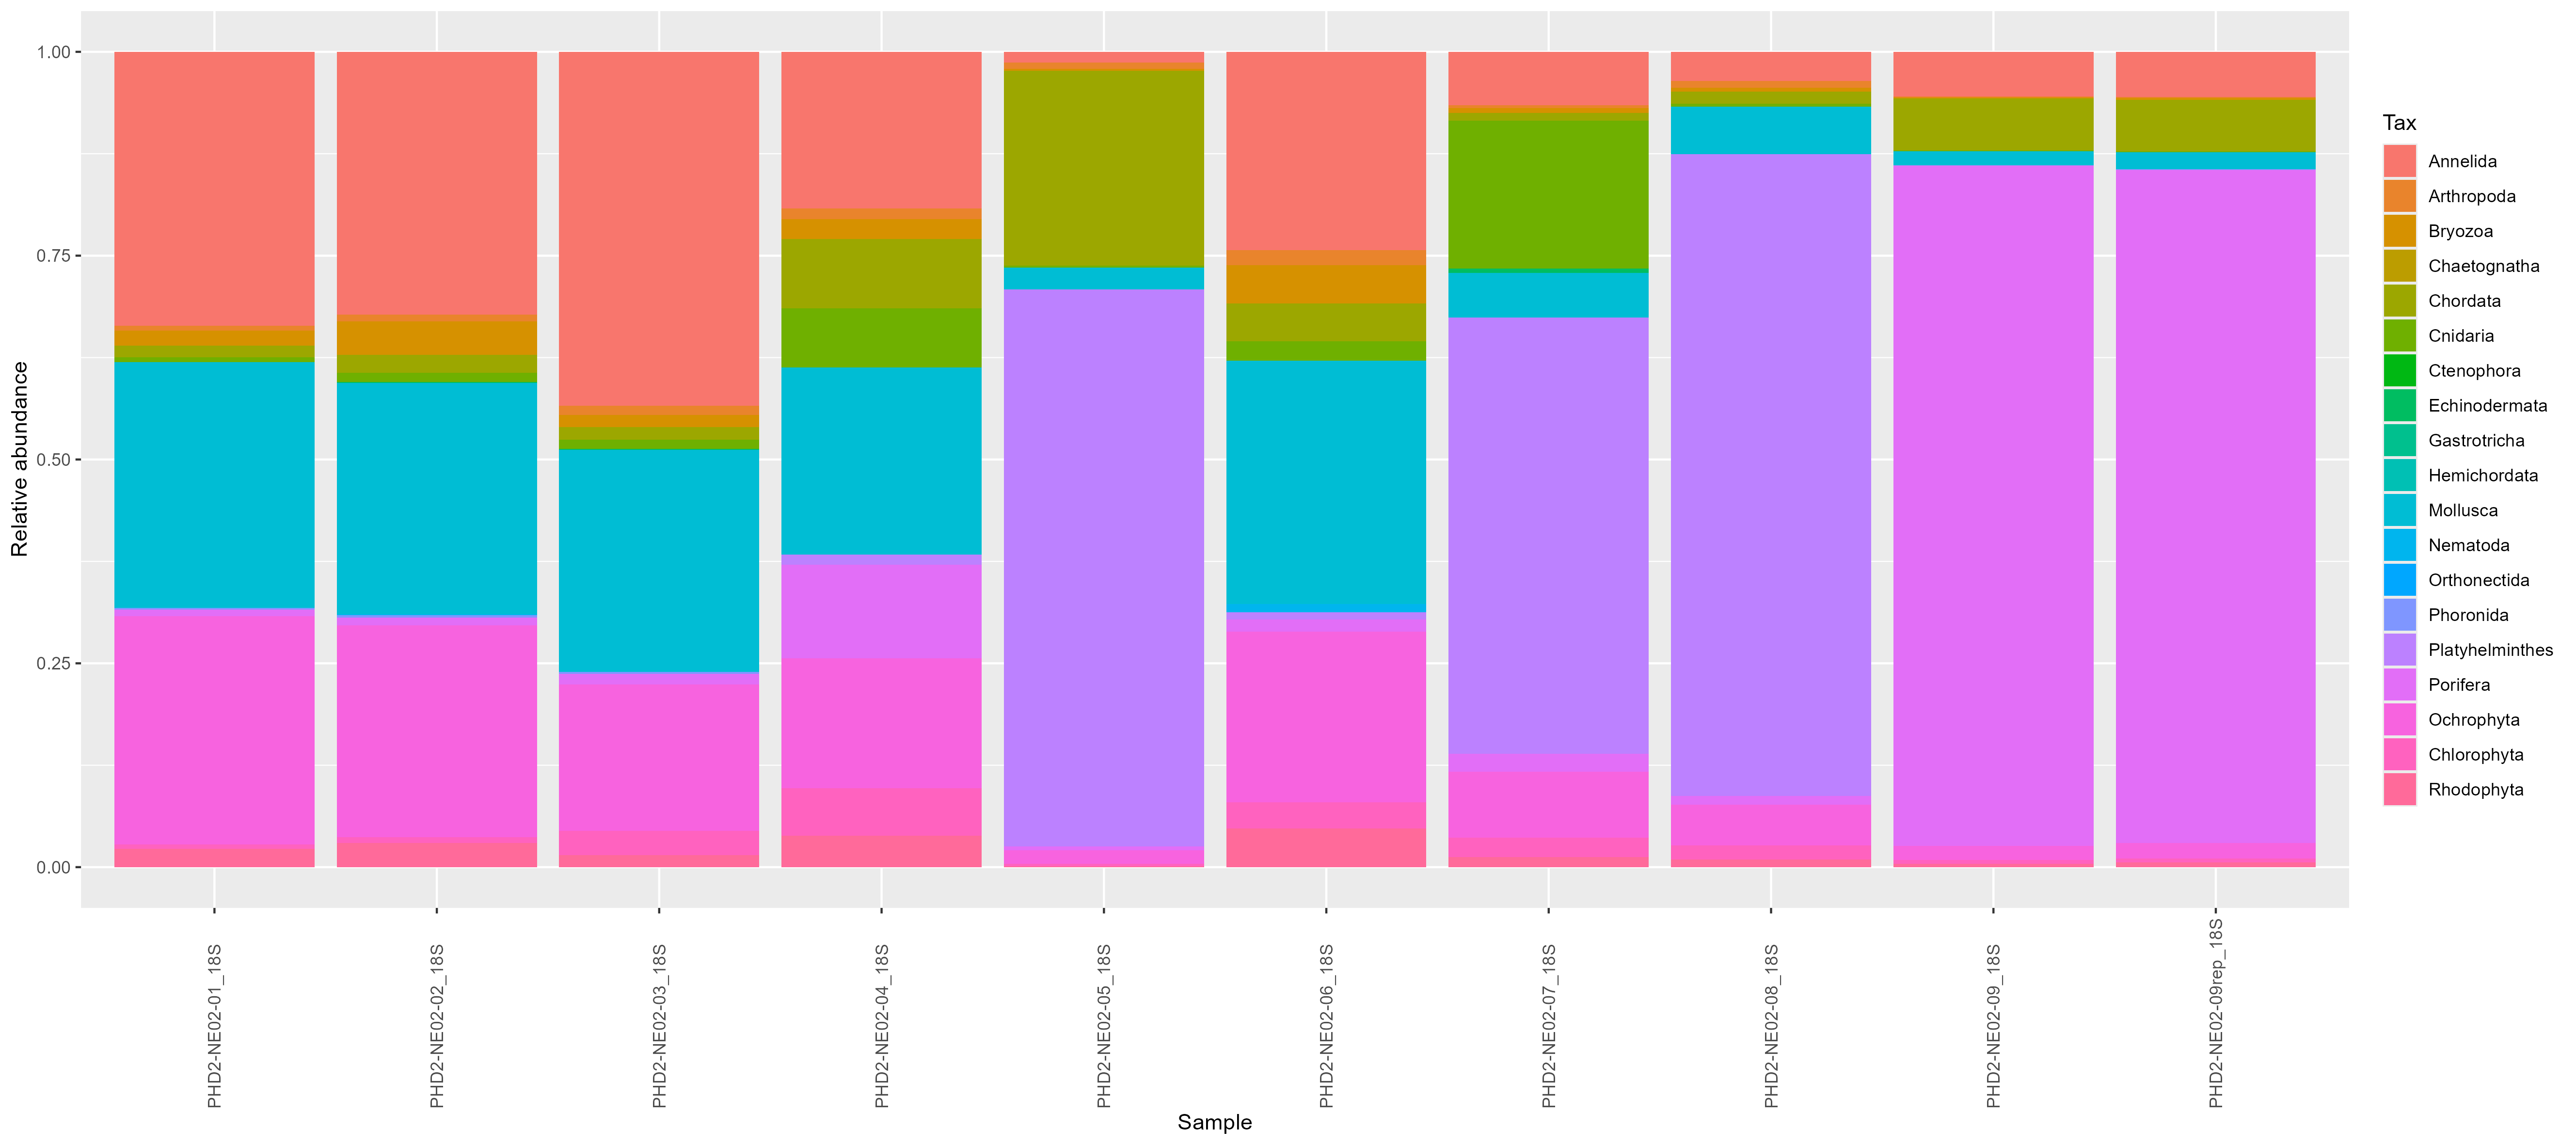 Relative abundance
1.00
0.75
0.50
0.25
0.00
PHD2-NE02-01_18S
PHD2-NE02-02_18S
PHD2-NE02-03_18S
PHD2-NE02-04_18S
PHD2-NE02-05_18S
PHD2-NE02-06_18S
PHD2-NE02-07_18S
PHD2-NE02-08_18S
PHD2-NE02-09_18S
PHD2-NE02-09rep_18S
Sample
Tax
Annelida
Arthropoda
Bryozoa
Chaetognatha
Chordata
Cnidaria
Ctenophora
Echinodermata
Gastrotricha
Hemichordata
Mollusca
Nematoda
Orthonectida
Phoronida
Platyhelminthes
Porifera
Ochrophyta
Chlorophyta
Rhodophyta